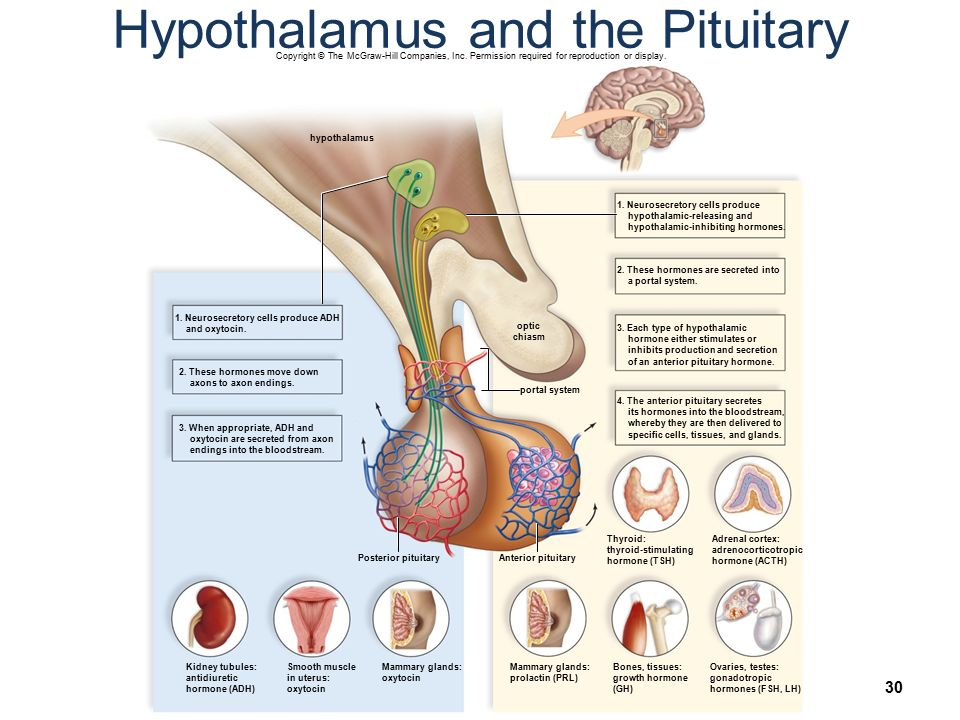 Hypothalamus and the Pituitary
Copyright © The McGraw-Hill Companies, Inc. Permission required for reproduction or display.
hypothalamus
1. Neurosecretory cells produce ADH
and oxytocin.
2. These hormones move down
axons to axon endings.
3. When appropriate, ADH and
oxytocin are secreted from axon
endings into the bloodstream.
optic
chiasm
portal system
Posterior pituitary
Anterior pituitary
1. Neurosecretory cells produce
hypothalamic-releasing and
hypothalamic-inhibiting hormones.
2. These hormones are secreted into
a portal system.
3. Each type of hypothalamic
hormone either stimulates or
inhibits production and secretion
of an anterior pituitary hormone.
4. The anterior pituitary secretes
its hormones into the bloodstream,
whereby they are then delivered to
specific cells, tissues, and glands.
Thyroid:
thyroid-stimulating
hormone (TSH)
Adrenal cortex:
adrenocorticotropic
hormone (ACTH)
Kidney tubules:
antidiuretic
hormone (ADH)
Smooth muscle
in uterus:
oxytocin
Mammary glands:
oxytocin
Mammary glands:
prolactin (PRL)
Bones, tissues:
growth hormone
(GH)
Ovaries, testes:
gonadotropic
hormones (FSH, LH)
30